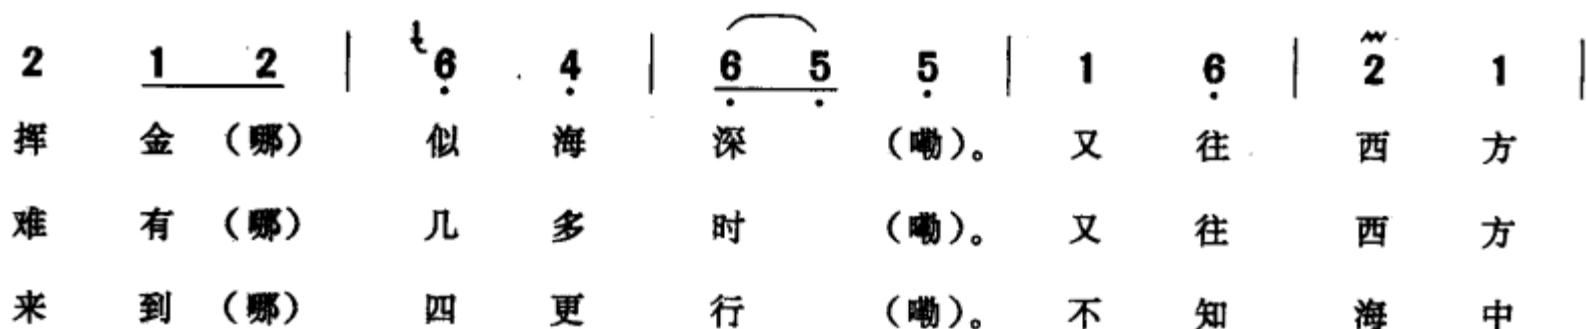 2 1 2 | 6 4 | 6 5 5 | 1 6 | 2 1 |
挥 金 （哪） 似 海 深 （嘞）。 又 往 西 方
难 有 （哪） 几 多 时 （嘞）。 又 往 西 方
来 到 （哪） 四 更 行 （嘞）。 不 知 海 中